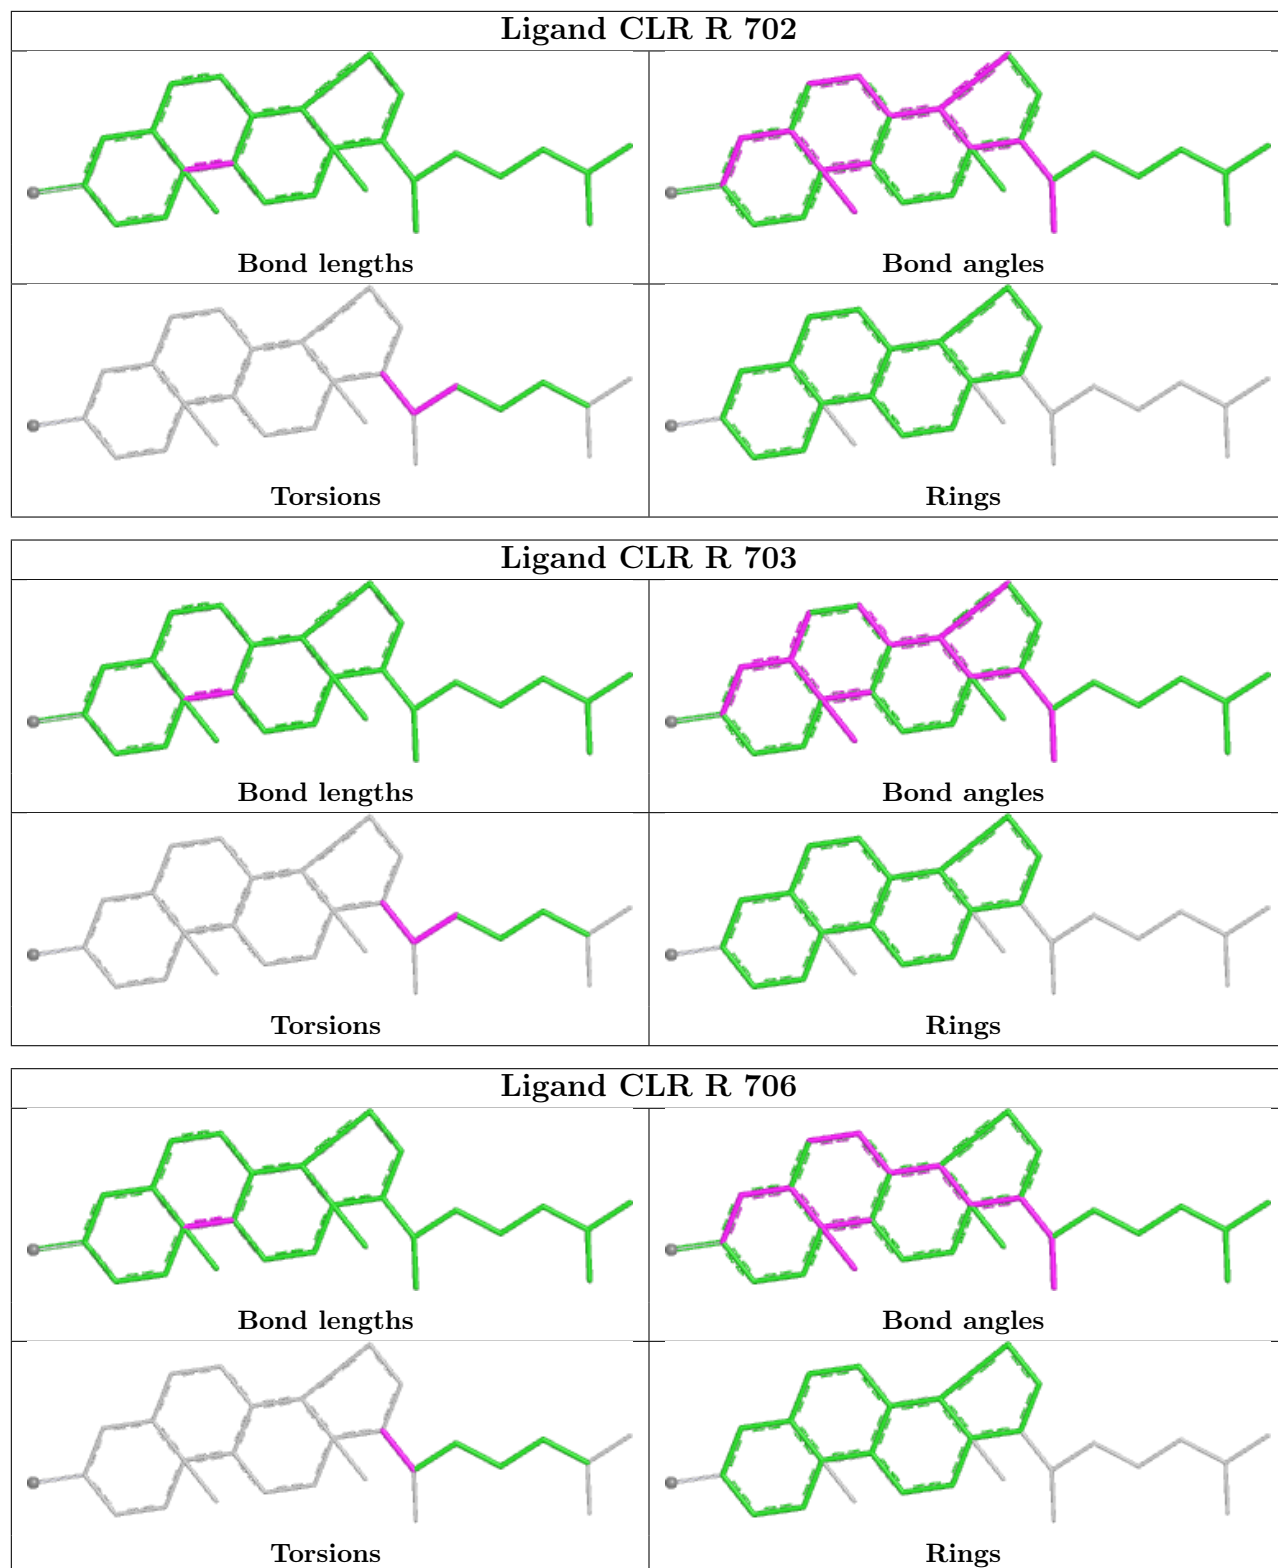 Ligand CLR R 702
Bond lengths
Bond angles
Torsions
Rings
Ligand CLR R 703
Bond lengths
Bond angles
Torsions
Rings
Ligand CLR R 706
Bond lengths
Bond angles
Torsions
Rings